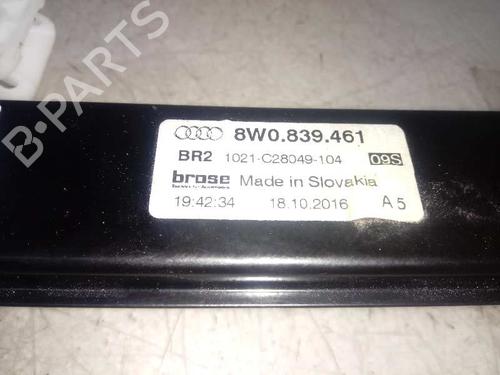 B-PARTS
8W0.839.461
BR2 1021-C28049-104 09S
brose Made in Slovakia
19:42:34 18.10.2016 A5